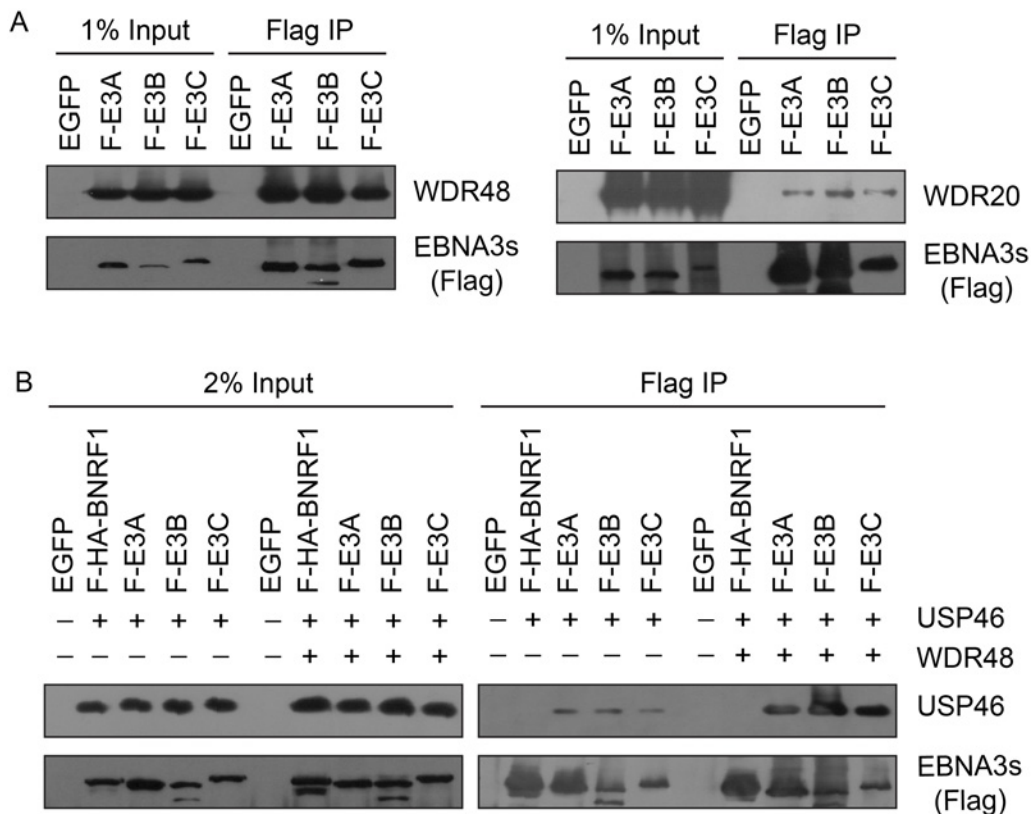 A
1% Input Flag IP
EGFP F-E3A F-E3B F-E3C EGFP F-E3A F-E3B F-E3C
WDR48
EBNA3s
(Flag)
1% Input Flag IP
EGFP F-E3A F-E3B F-E3C EGFP F-E3A F-E3B F-E3C
WDR20
EBNA3s
(Flag)
B
2% Input Flag IP
EGFP F-HA-BNRF1 F-E3A F-E3B F-E3C EGFP F-HA-BNRF1 F-E3A F-E3B F-E3C EGFP F-HA-BNRF1 F-E3A F-E3B F-E3C EGFP F-HA-BNRF1 F-E3A F-E3B F-E3C
– + + + + – + + + + – + + + + – + + + + USP46
– – – – – – + + + + – – – – – – + + + + WDR48
USP46
EBNA3s
(Flag)